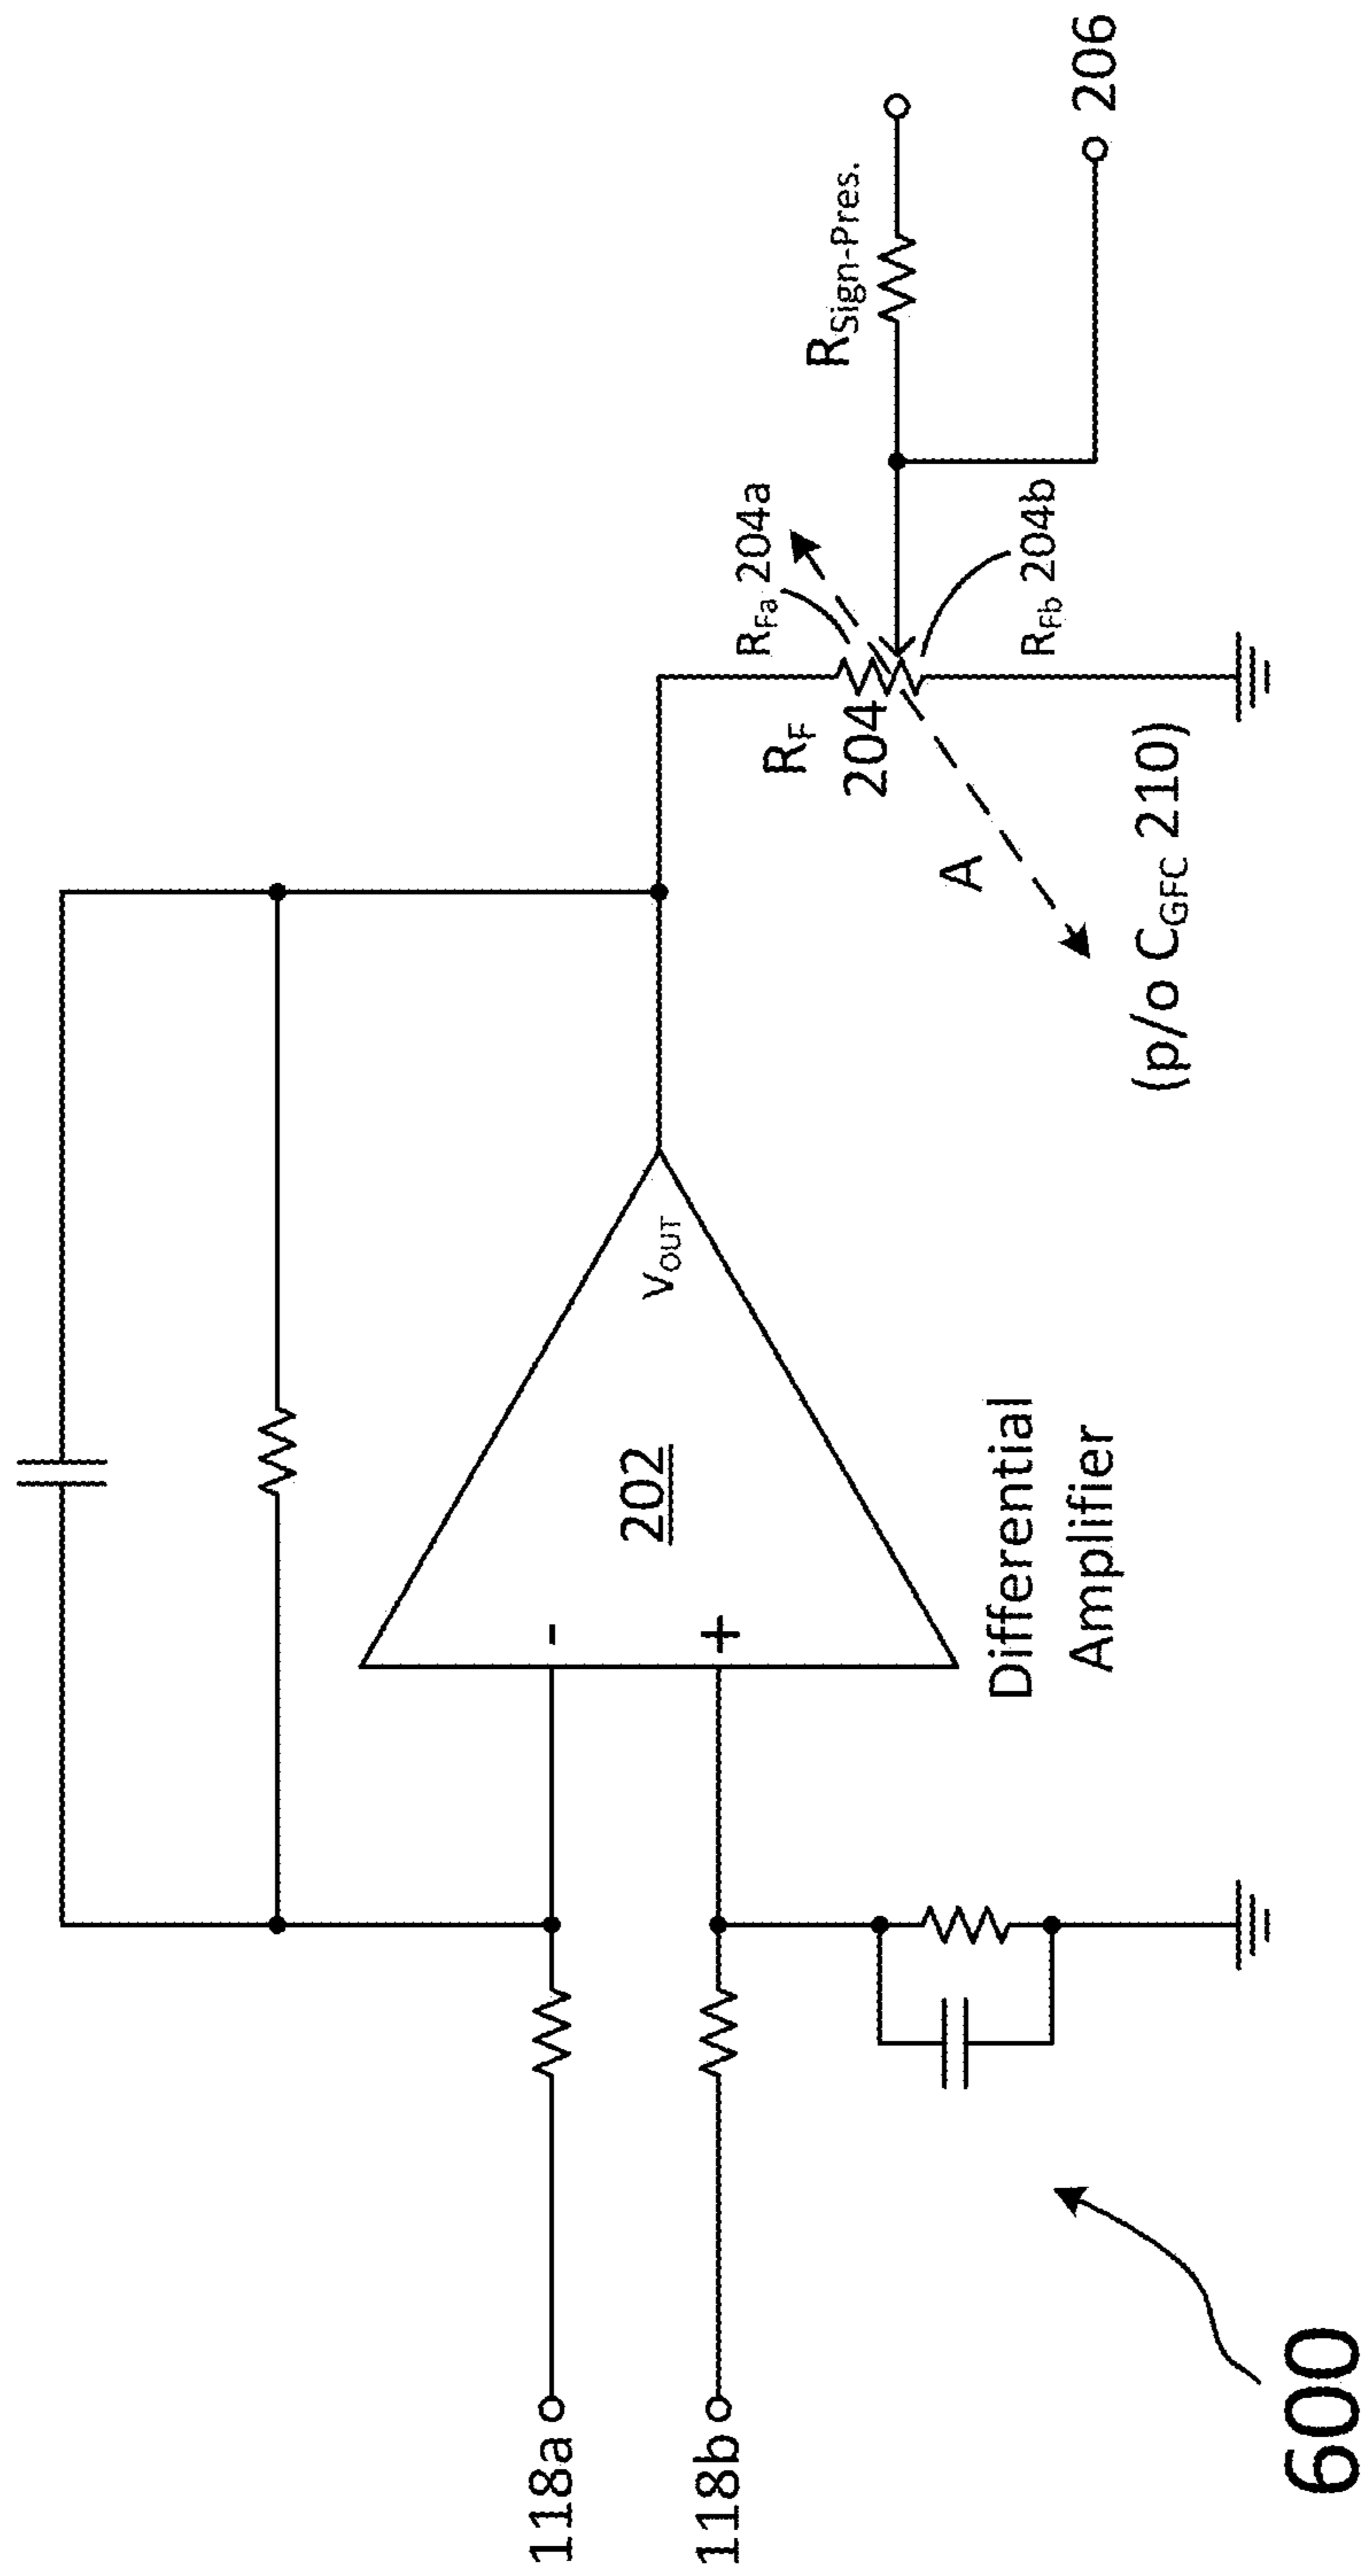 118a
118b
-
+
202
VOUT
Differential
Amplifier
RF
204
RFa 204a
RFb 204b
RSign-Pres.
206
A
(p/o CGFC 210)
600